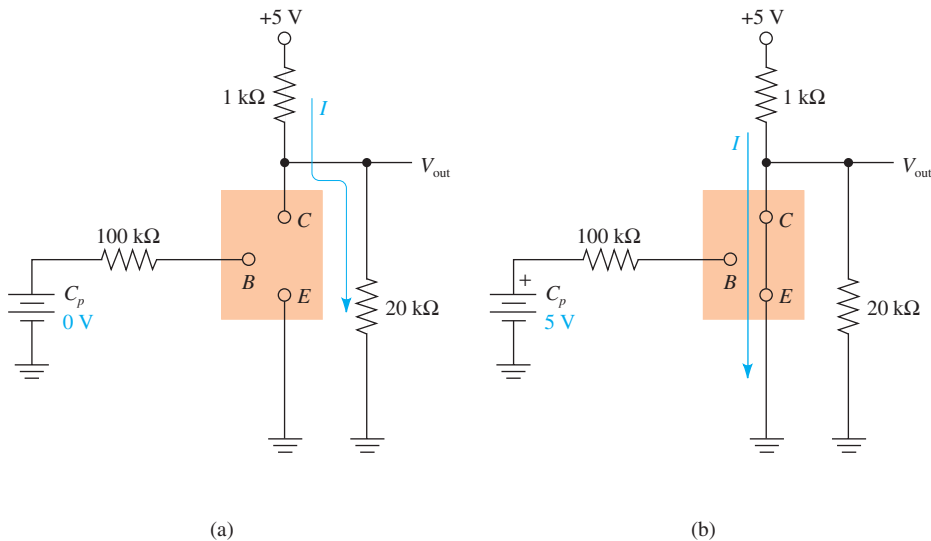 +5 V
1 kΩ
I
V_out
C
100 kΩ
B
E
C_p
0 V
20 kΩ
(a)
+5 V
1 kΩ
I
V_out
C
100 kΩ
B
+
E
C_p
5 V
20 kΩ
(b)